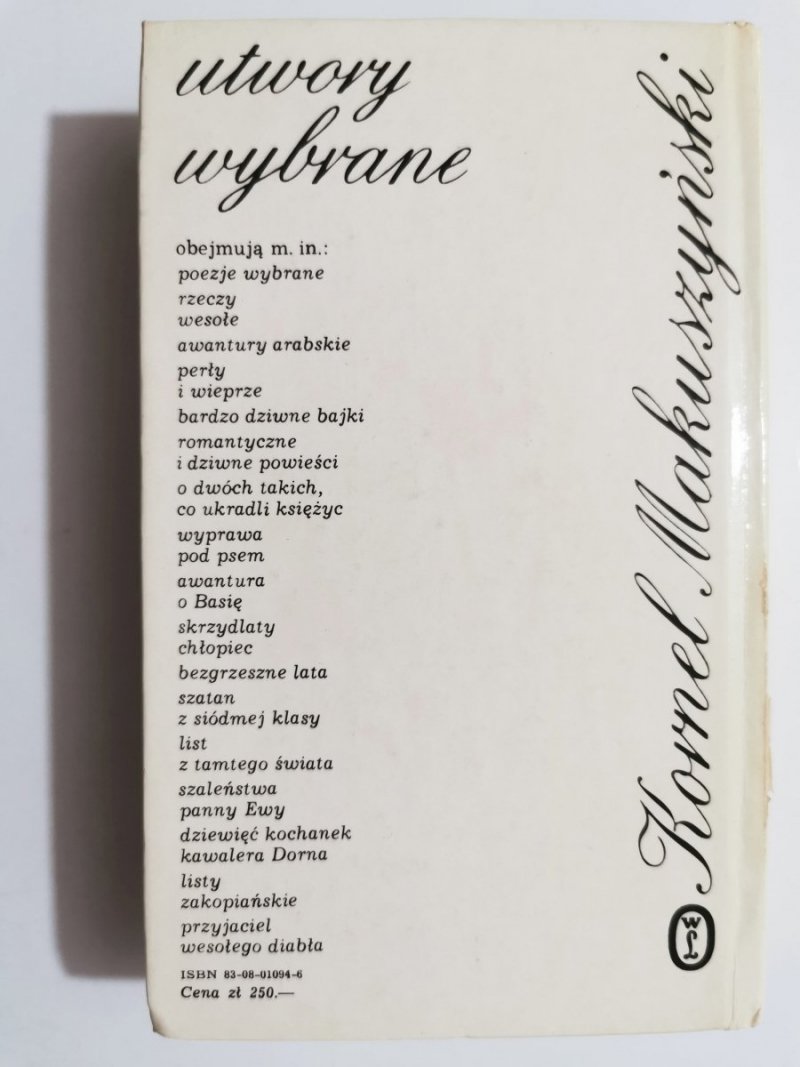 utwory
wybrane
obejmują m. in.:
poezje wybrane
rzeczy
wesołe
awantury arabskie
perły
i wieprze
bardzo dziwne bajki
romantyczne
i dziwne powieści
o dwóch takich,
co ukradli księżyc
wyprawa
pod psem
awantura
o Basię
skrzydlaty
chłopiec
bezgrzeszne lata
szatan
z siódmej klasy
list
z tamtego świata
szaleństwa
panny Ewy
dziewięć kochanek
kawalera Dorna
listy
zakopiańskie
przyjaciel
wesołego diabła
ISBN 83-08-01094-6
Cena zł 250.—
Kornel Makuszyński
WL